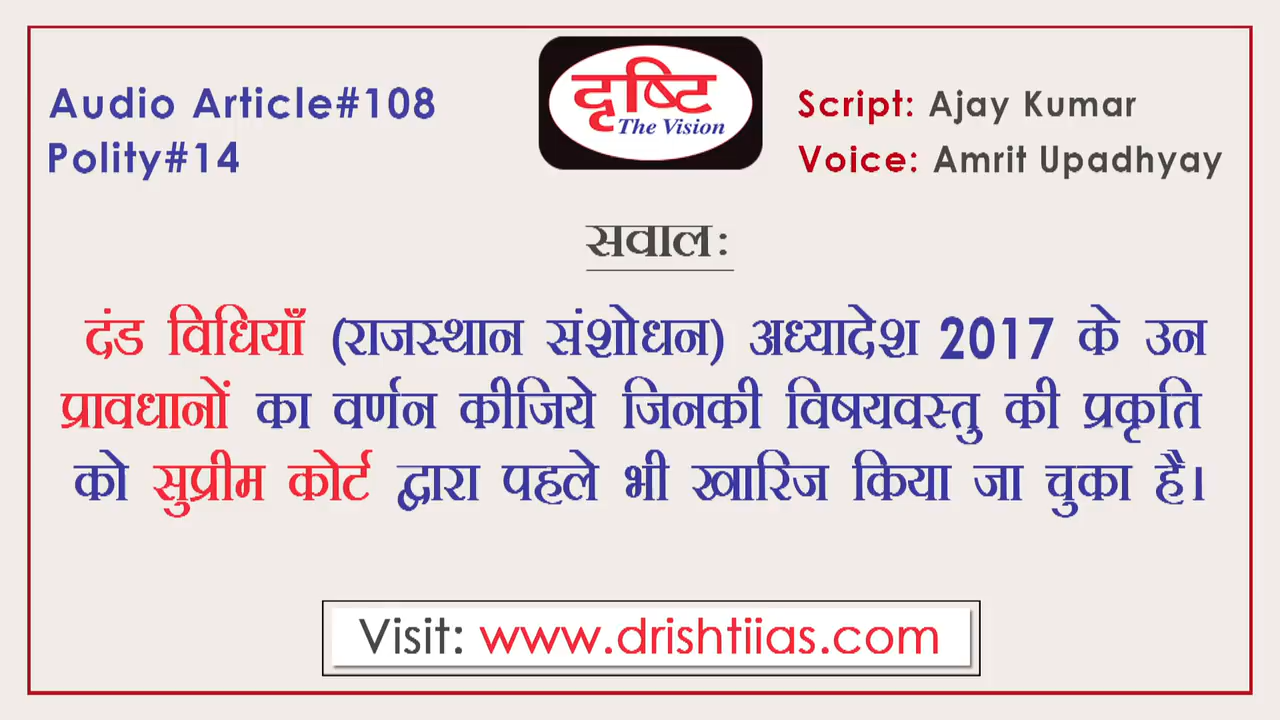 Audio Article#108
Polity#14
दृष्टि
The Vision
Script: Ajay Kumar
Voice: Amrit Upadhyay
सवाल:
दंड विधियाँ (राजस्थान संशोधन) अध्यादेश 2017 के उन
प्रावधानों का वर्णन कीजिये जिनकी विषयवस्तु की प्रकृति
को सुप्रीम कोर्ट द्वारा पहले भी खारिज किया जा चुका है।
Visit: www.drishtiias.com